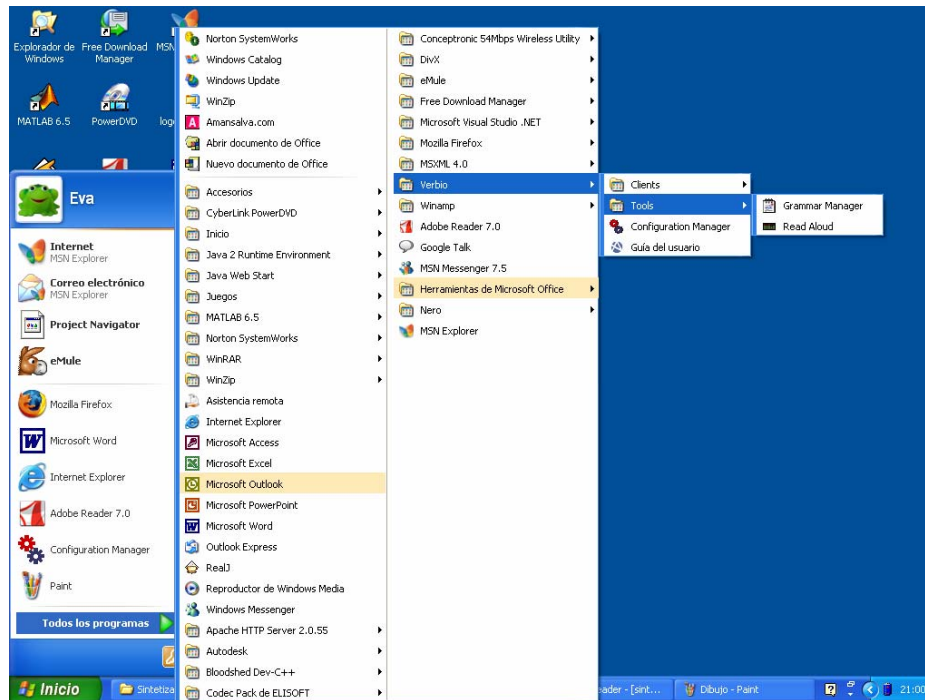 Explorador de
Windows
Free Download
Manager
MSN
MATLAB 6.5
PowerDVD
Eva
Internet
MSN Explorer
Correo electrónico
MSN Explorer
Project Navigator
eMule
Mozilla Firefox
Microsoft Word
Internet Explorer
Adobe Reader 7.0
Configuration Manager
Paint
Todos los programas
Norton SystemWorks
Windows Catalog
Windows Update
WinZip
Amansalva.com
Abrir documento de Office
Nuevo documento de Office
Accesorios
CyberLink PowerDVD
Inicio
Java 2 Runtime Environment
Java Web Start
Juegos
MATLAB 6.5
Norton SystemWorks
WinRAR
WinZip
Asistencia remota
Internet Explorer
Microsoft Access
Microsoft Excel
Microsoft Outlook
Microsoft PowerPoint
Microsoft Word
Outlook Express
RealJ
Reproductor de Windows Media
Windows Messenger
Apache HTTP Server 2.0.55
Autodesk
Bloodshed Dev-C++
Codec Pack de ELISOFT
Conceptronic 54Mbps Wireless Utility
DivX
eMule
Free Download Manager
Microsoft Visual Studio .NET
Mozilla Firefox
MSXML 4.0
Verbio
Winamp
Adobe Reader 7.0
Google Talk
MSN Messenger 7.5
Herramientas de Microsoft Office
Nero
MSN Explorer
Clients
Tools
Configuration Manager
Guía del usuario
Grammar Manager
Read Aloud
Inicio
Sintetiza
ader - [sint...
Dibujo - Paint
21:00